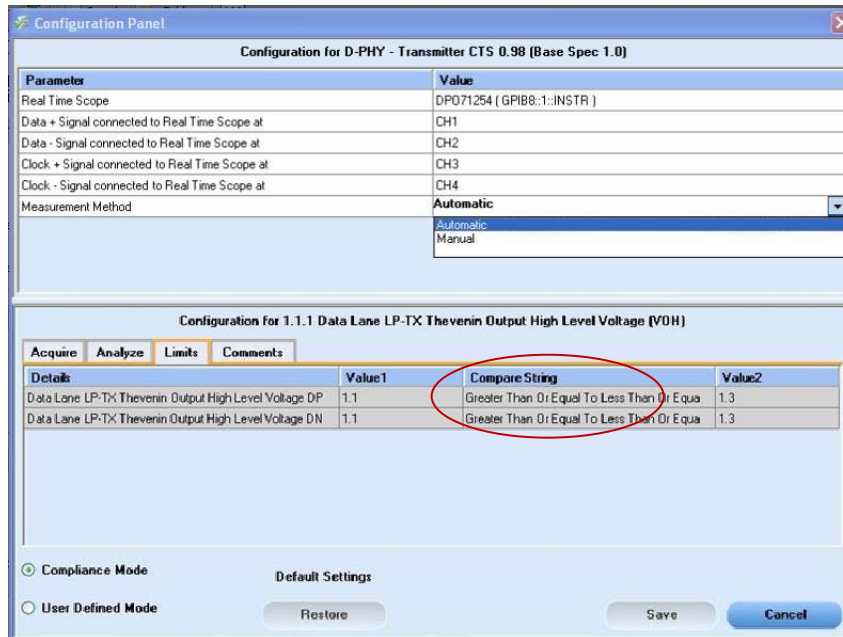 Configuration Panel
Configuration for D-PHY - Transmitter CTS 0.98 (Base Spec 1.0)
Parameter Value
Real Time Scope DPO71254 ( GPIB8::1::INSTR )
Data + Signal connected to Real Time Scope at CH1
Data - Signal connected to Real Time Scope at CH2
Clock + Signal connected to Real Time Scope at CH3
Clock - Signal connected to Real Time Scope at CH4
Measurement Method Automatic
Automatic
Manual
Configuration for 1.1.1 Data Lane LP-TX Thevenin Output High Level Voltage (VOH)
Acquire Analyze Limits Comments
Details Value1 Compare String Value2
Data Lane LP-TX Thevenin Output High Level Voltage DP 1.1 Greater Than Or Equal To Less Than Or Equa 1.3
Data Lane LP-TX Thevenin Output High Level Voltage DN 1.1 Greater Than Or Equal To Less Than Or Equa 1.3
Compliance Mode
Default Settings
User Defined Mode Restore Save Cancel